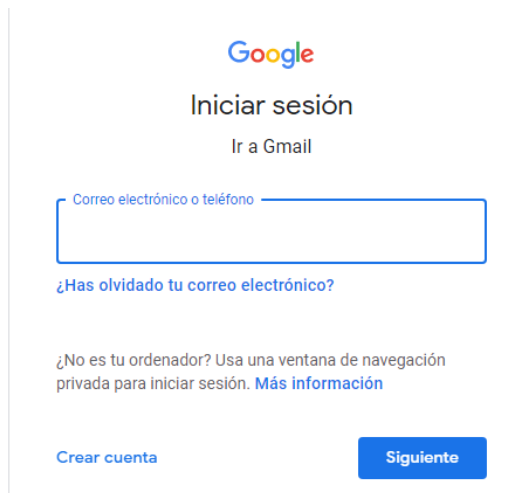 Google
Iniciar sesión
Ir a Gmail
Correo electrónico o teléfono
¿Has olvidado tu correo electrónico?
¿No es tu ordenador? Usa una ventana de navegación
privada para iniciar sesión. Más información
Crear cuenta
Siguiente